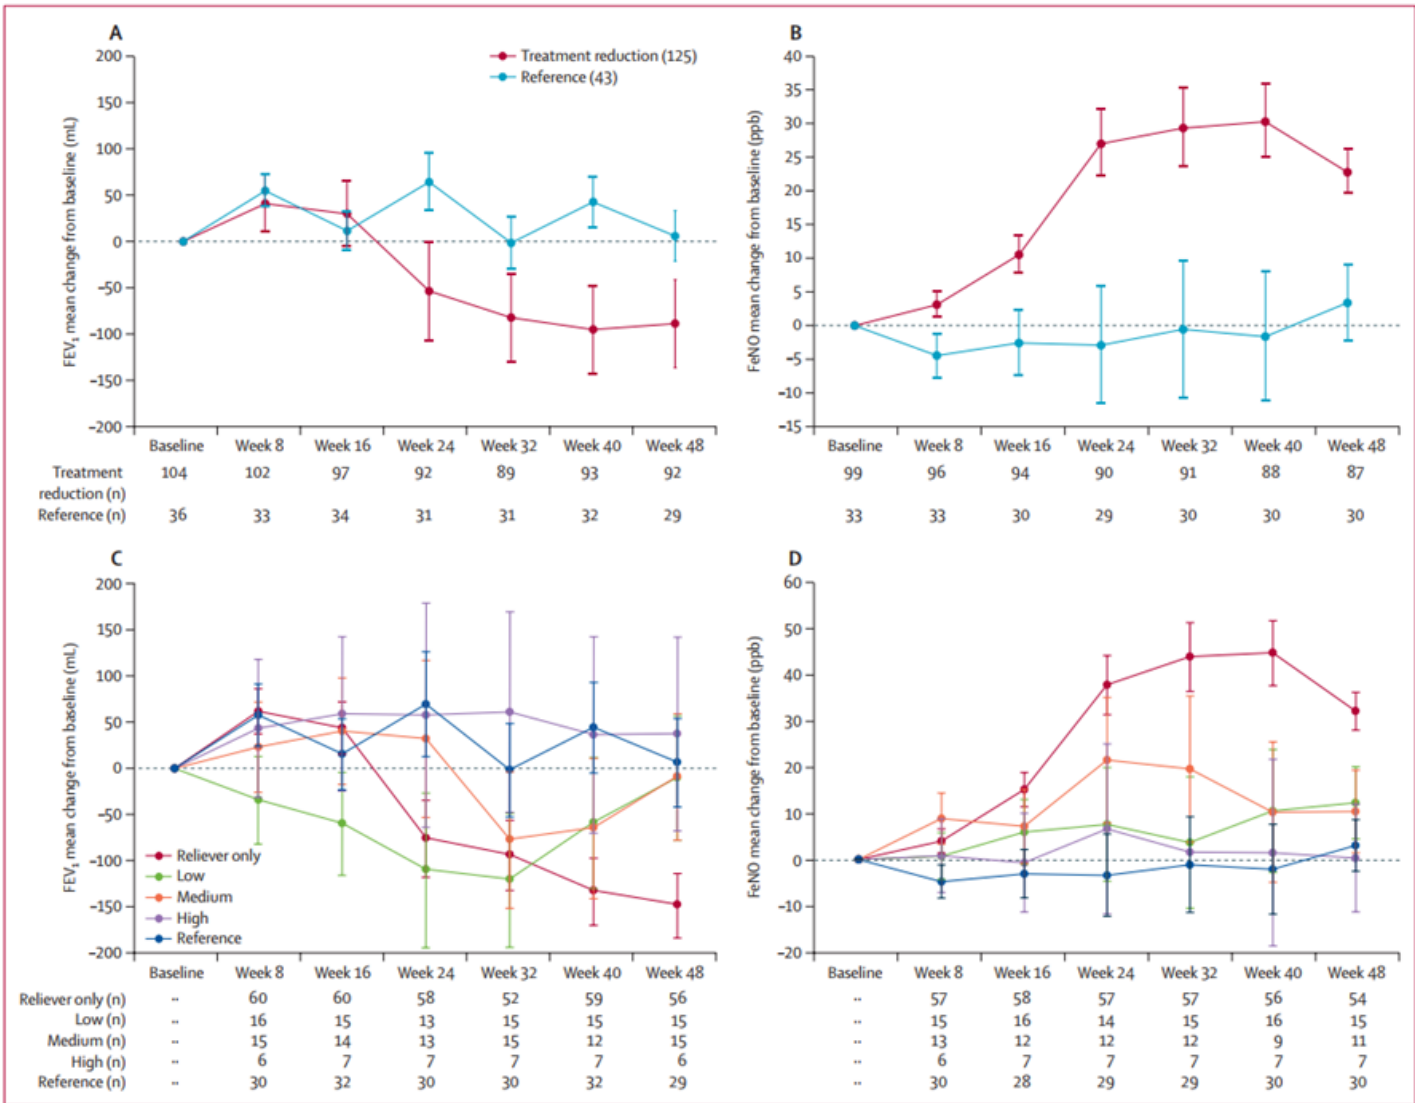 A
200
150
100
50
0
−50
−100
−150
−200
FEV₁ mean change from baseline (mL)
Treatment reduction (125)
Reference (43)
Baseline Week 8 Week 16 Week 24 Week 32 Week 40 Week 48
Treatment reduction (n) 104 102 97 92 89 93 92
Reference (n) 36 33 34 31 31 32 29
B
40
35
30
25
20
15
10
5
0
−5
−10
−15
FeNO mean change from baseline (ppb)
Baseline Week 8 Week 16 Week 24 Week 32 Week 40 Week 48
99 96 94 90 91 88 87
33 33 30 29 30 30 30
C
200
150
100
50
0
−50
−100
−150
−200
FEV₁ mean change from baseline (mL)
Reliever only
Low
Medium
High
Reference
Baseline Week 8 Week 16 Week 24 Week 32 Week 40 Week 48
Reliever only (n) ·· 60 60 58 52 59 56
Low (n) ·· 16 15 13 15 15 15
Medium (n) ·· 15 14 13 15 12 15
High (n) ·· 6 7 7 7 7 6
Reference (n) ·· 30 32 30 30 32 29
D
60
50
40
30
20
10
0
−10
−20
FeNO mean change from baseline (ppb)
Baseline Week 8 Week 16 Week 24 Week 32 Week 40 Week 48
·· 57 58 57 57 56 54
·· 15 16 14 15 16 15
·· 13 12 12 12 9 11
·· 6 7 7 7 7 7
·· 30 28 29 29 30 30